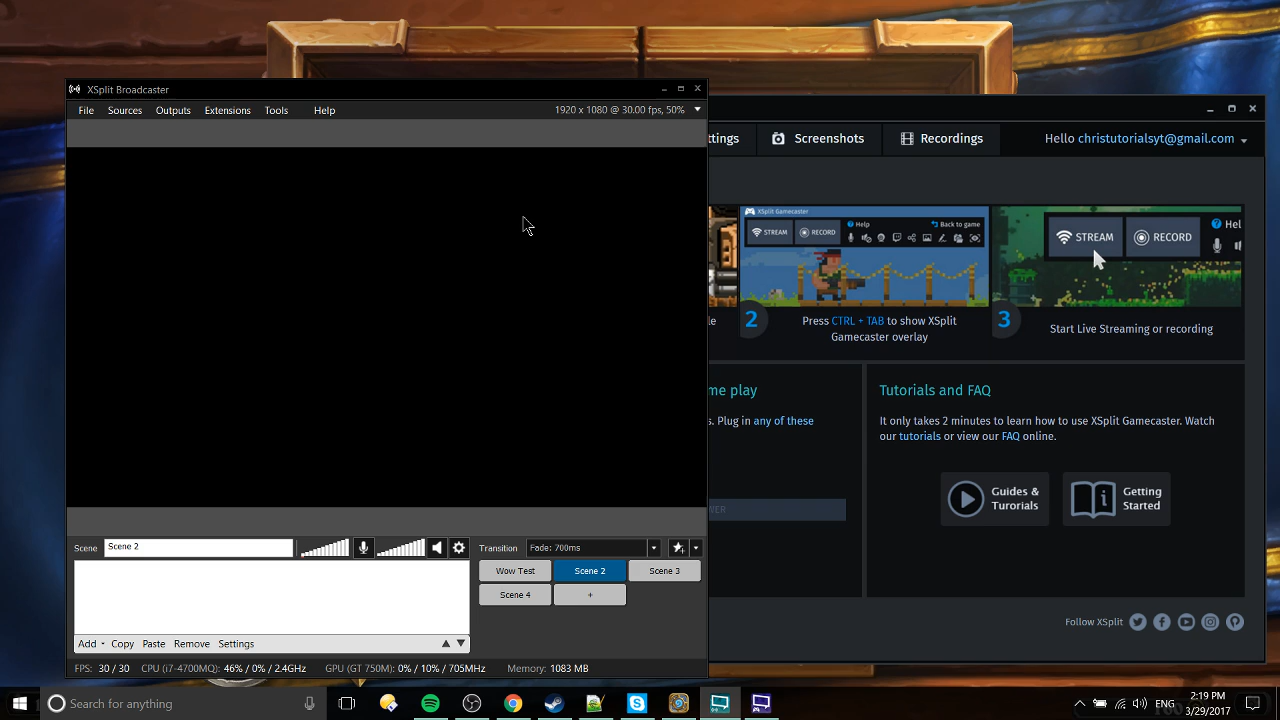 XSplit Broadcaster
File Sources Outputs Extensions Tools Help 1920 x 1080 @ 30.00 fps, 50%
ttings Screenshots Recordings Hello christutorialsyt@gmail.com
XSplit Gamecaster
Help Back to game
STREAM RECORD
STREAM RECORD Hel
le
2 Press CTRL + TAB to show XSplit
Gamecaster overlay
3 Start Live Streaming or recording
me play
s. Plug in any of these
VER
Tutorials and FAQ
It only takes 2 minutes to learn how to use XSplit Gamecaster. Watch
our tutorials or view our FAQ online.
Guides &
Turorials
Getting
Started
Follow XSplit
Scene Scene 2 Transition Fade: 700ms
Wow Test Scene 2 Scene 3
Scene 4 +
Add Copy Paste Remove Settings
FPS: 30 / 30 CPU (i7-4700MQ): 46% / 0% / 2.4GHz GPU (GT 750M): 0% / 10% / 705MHz Memory: 1083 MB
Search for anything
ENG
2:19 PM
3/29/2017